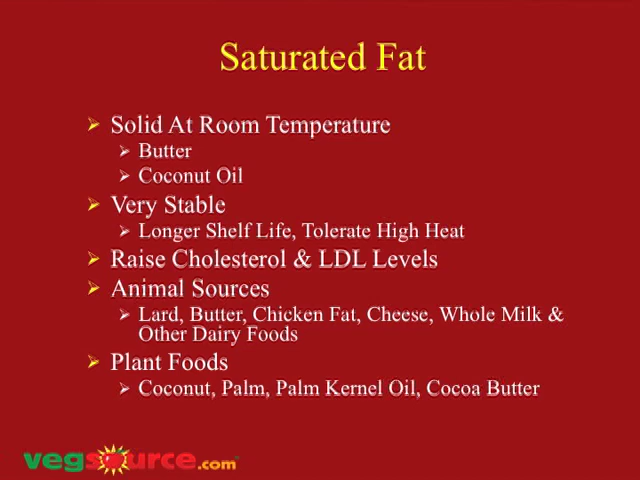 Saturated Fat
Solid At Room Temperature
Butter
Coconut Oil
Very Stable
Longer Shelf Life, Tolerate High Heat
Raise Cholesterol & LDL Levels
Animal Sources
Lard, Butter, Chicken Fat, Cheese, Whole Milk &
Other Dairy Foods
Plant Foods
Coconut, Palm, Palm Kernel Oil, Cocoa Butter
vegsource.com